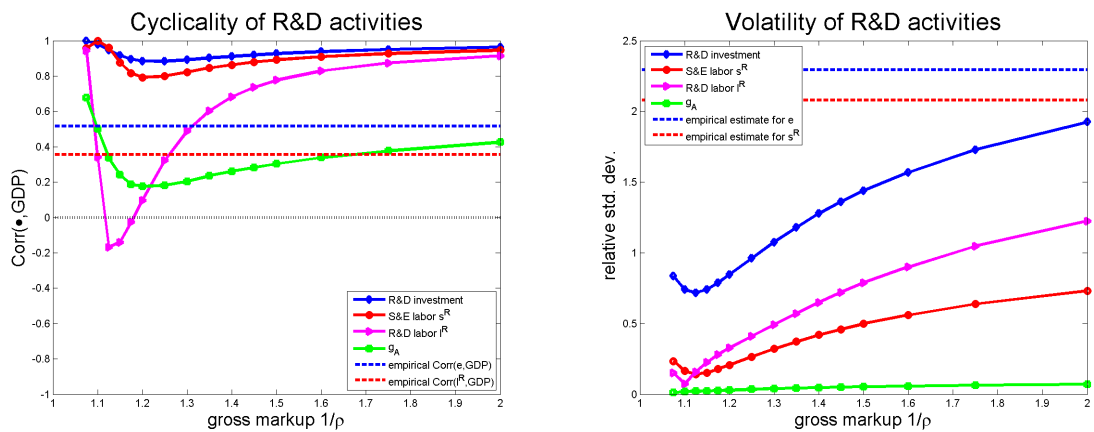 Cyclicality of R&D activities
Corr(•,GDP)
1
0.8
0.6
0.4
0.2
0
-0.2
-0.4
-0.6
-0.8
-1
R&D investment
S&E labor s^R
R&D labor l^R
g_A
empirical Corr(e,GDP)
empirical Corr(l^R,GDP)
1 1.1 1.2 1.3 1.4 1.5 1.6 1.7 1.8 1.9 2
gross markup 1/ρ
Volatility of R&D activities
relative std. dev.
2.5
2
1.5
1
0.5
0
R&D investment
S&E labor s^R
R&D labor l^R
g_A
empirical estimate for e
empirical estimate for s^R
1 1.1 1.2 1.3 1.4 1.5 1.6 1.7 1.8 1.9 2
gross markup 1/ρ